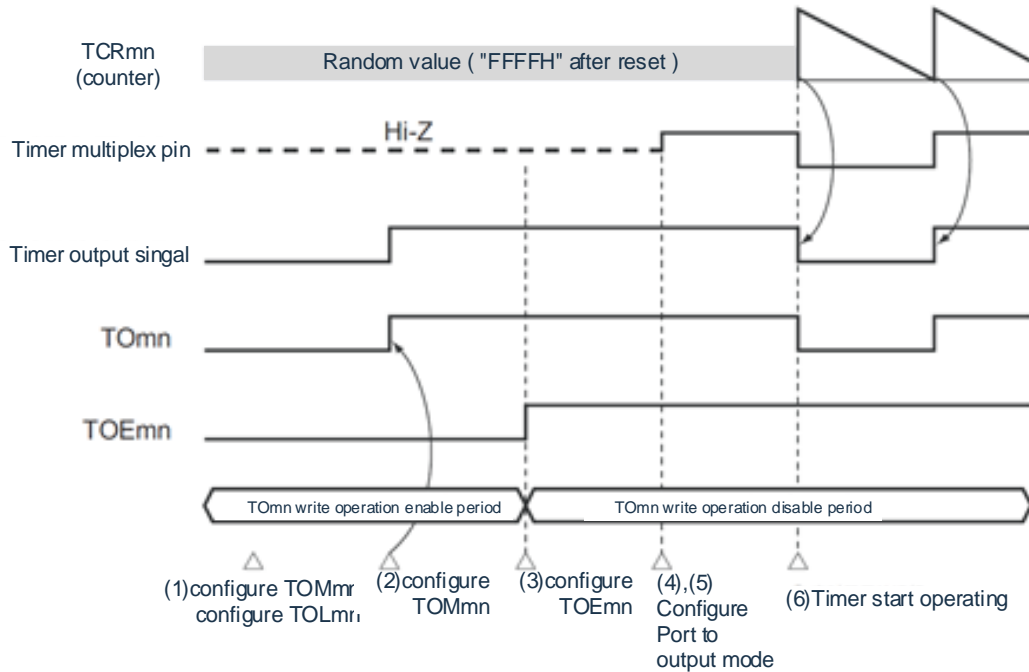 TCRmn
(counter)
Random value ( "FFFFH" after reset )
Hi-Z
Timer multiplex pin
Timer output singal
TOmn
TOEmn
TOmn write operation enable period
TOmn write operation disable period
(1)configure TOMmn
configure TOLmn
(2)configure
TOMmn
(3)configure
TOEmn
(4),(5)
Configure
Port to
output mode
(6)Timer start operating